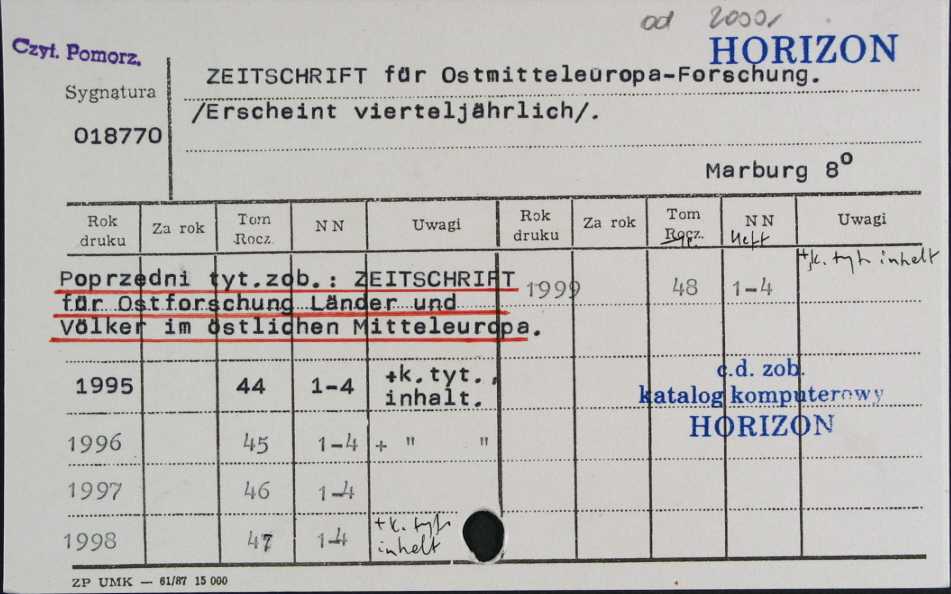 od 2000r
HORIZON
Czyt. Pomorz.
Sygnatura
018770
ZEITSCHRIFT für Ostmitteleuropa-Forschung.
/Erscheint vierteljährlich/.
Marburg 8º
Rok druku Za rok Tom Rocz. NN Uwagi Rok druku Za rok Tom Rocz. NN Heft Uwagi
Poprzedni tyt.zob.: ZEITSCHRIFT
für Ostforschung Länder und
Völker im östlichen Mitteleuropa.
1999 48 1-4 +k. tyt. inhelt
1995 44 1-4 +k.tyt., inhalt.
1996 45 1-4 + " "
1997 46 1-4
1998 47 1-4 +k. tyt. inhelt
c.d. zob.
katalog komputerowy
HORIZON
ZP UMK — 61/87 15 000